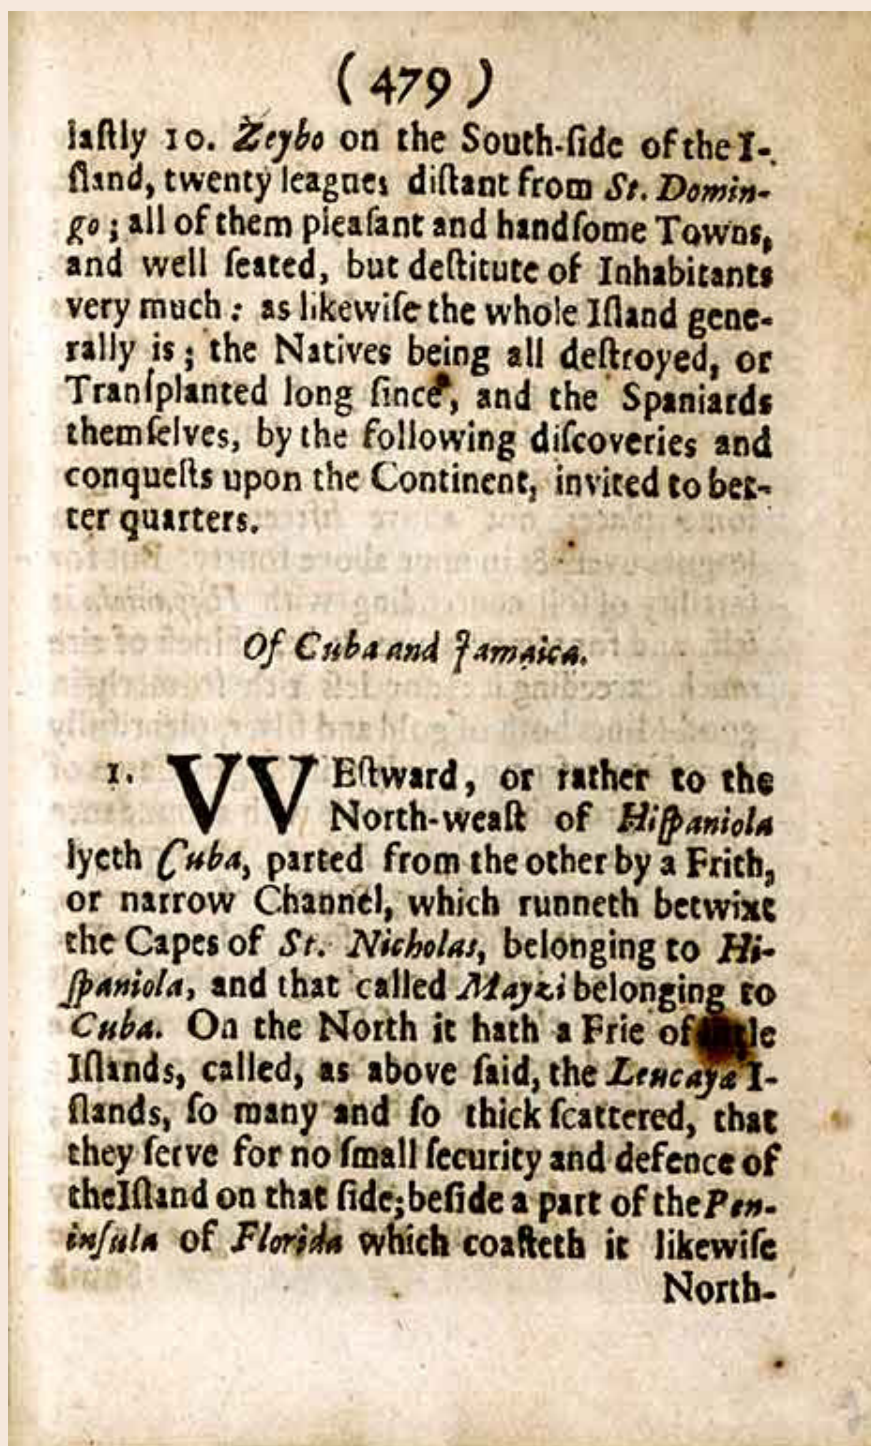 ( 479 )
laſtly 10. Zeybo on the South-ſide of the I-
ſland, twenty leagues diſtant from St. Domin-
go; all of them pleaſant and handſome Towns,
and well ſeated, but deſtitute of Inhabitants
very much: as likewiſe the whole Iſland gene-
rally is; the Natives being all deſtroyed, or
Tranſplanted long ſince, and the Spaniards
themſelves, by the following diſcoveries and
conqueſts upon the Continent, invited to bet-
ter quarters.
Of Cuba and Jamaica.
1. VVEſtward, or rather to the
North-weaſt of Hiſpaniola
lyeth Cuba, parted from the other by a Frith,
or narrow Channel, which runneth betwixt
the Capes of St. Nicholas, belonging to Hi-
ſpaniola, and that called Mayzi belonging to
Cuba. On the North it hath a Frie of
Iſlands, called, as above ſaid, the Leucayæ I-
ſlands, ſo many and ſo thick ſcattered, that
they ſerve for no ſmall ſecurity and defence of
the Iſland on that ſide; beſide a part of the Pen-
inſula of Florida which coaſteth it likewiſe
North-